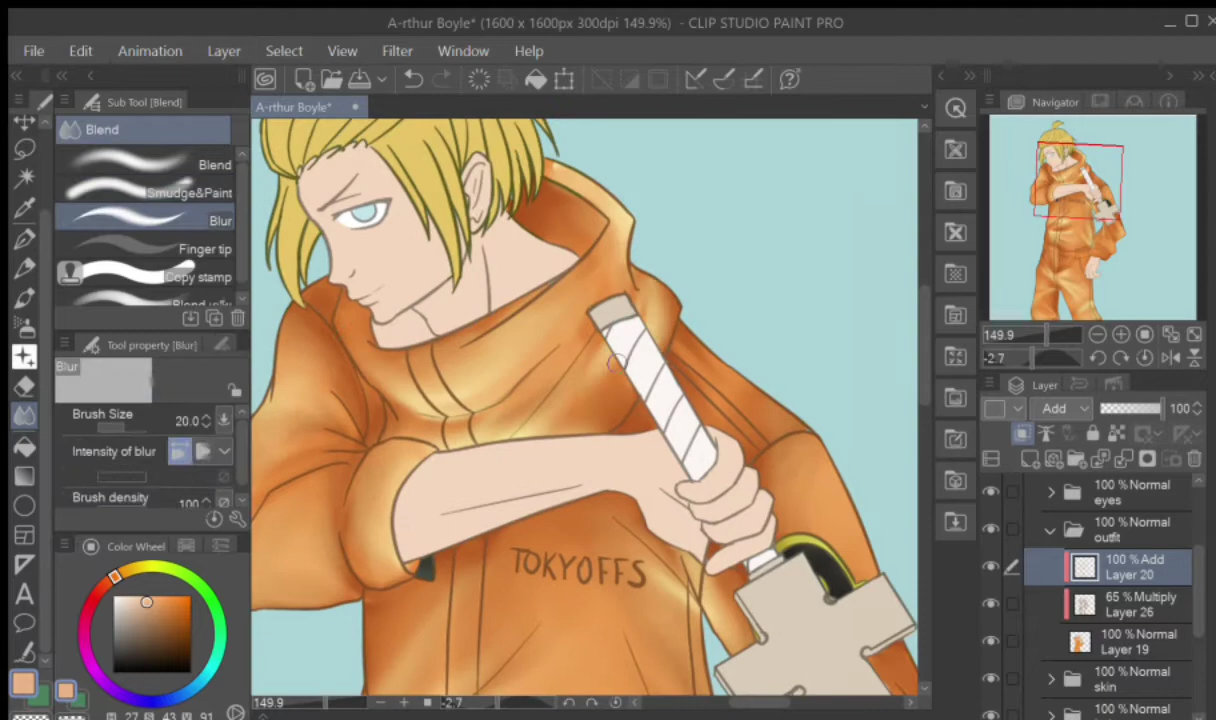 A-rthur Boyle* (1600 x 1600px 300dpi 149.9%) - CLIP STUDIO PAINT PRO
File Edit Animation Layer Select View Filter Window Help
Sub Tool [Blend]
A-rthur Boyle*
Navigator
Blend
Blend
Smudge&Paint
Blur
Finger tip
Copy stamp
Tool property [Blur]
Blur
Brush Size 20.0
Intensity of blur
Brush density 100
Color Wheel
TOKYOFFS
149.9
-2.7
Layer
Add 100
100 % Normal
eyes
100 % Normal
outfit
100 % Add
Layer 20
65 % Multiply
Layer 26
100 % Normal
Layer 19
100 % Normal
skin
100 % Normal
149.9 -2.7
H 27 S 43 V 91